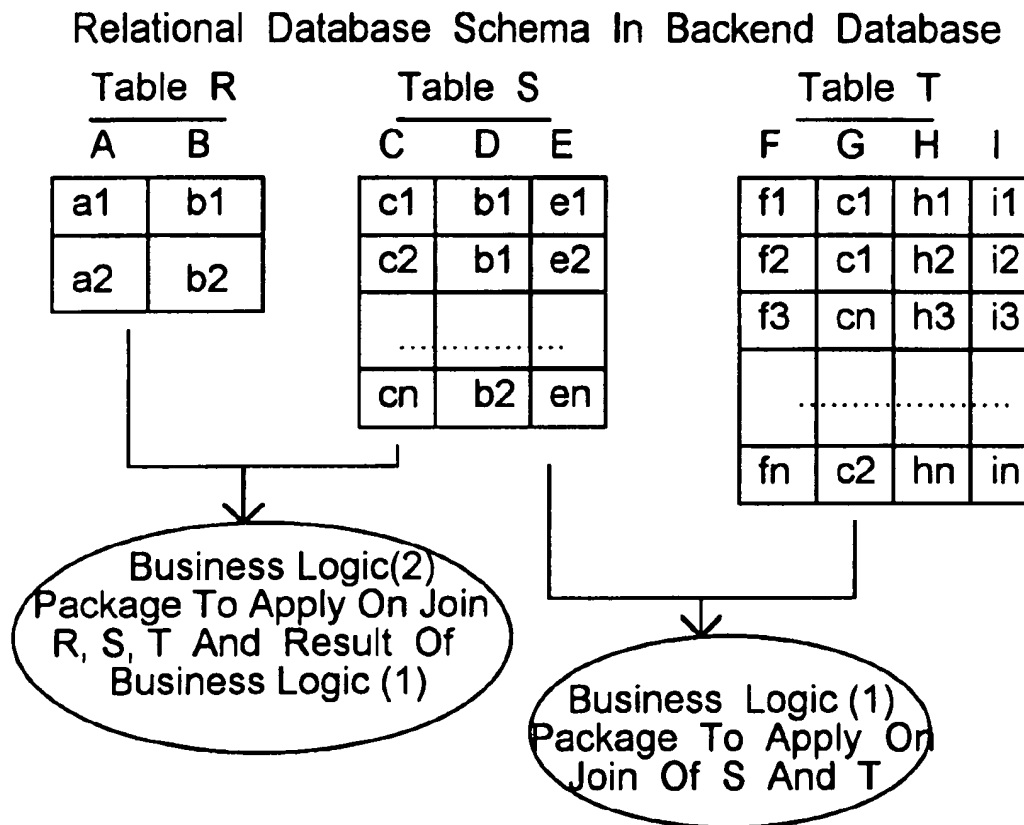 Relational Database Schema In Backend Database
Table R Table S Table T
A B C D E F G H I
a1 b1 c1 b1 e1 f1 c1 h1 i1
a2 b2 c2 b1 e2 f2 c1 h2 i2
f3 cn h3 i3
................
cn b2 en
.....................
fn c2 hn in
Business Logic(2)
Package To Apply On Join
R, S, T And Result Of
Business Logic (1)
Business Logic (1)
Package To Apply On
Join Of S And T